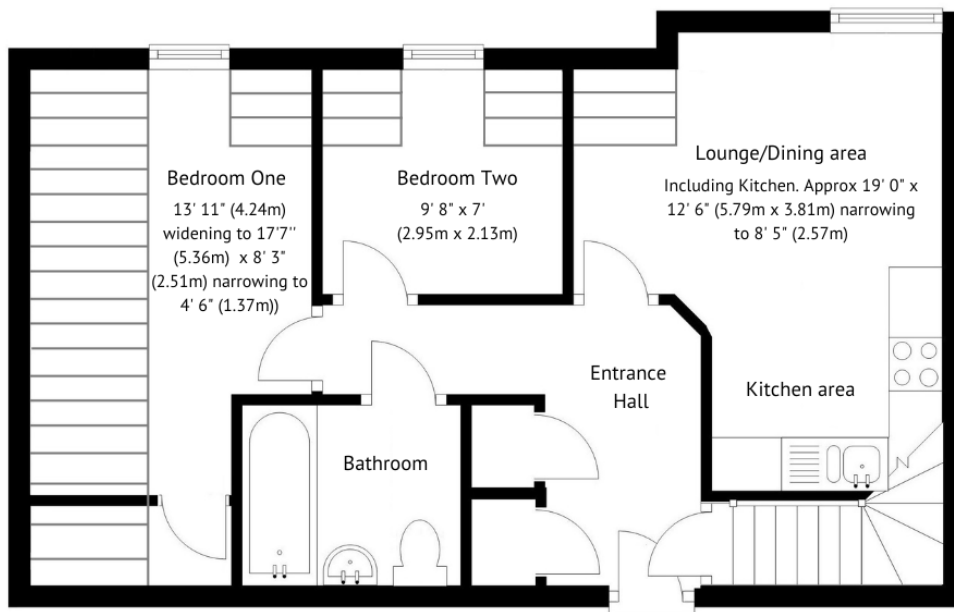 Bedroom One
13' 11" (4.24m)
widening to 17'7''
(5.36m) x 8' 3"
(2.51m) narrowing to
4' 6" (1.37m))
Bedroom Two
9' 8" x 7'
(2.95m x 2.13m)
Lounge/Dining area
Including Kitchen. Approx 19' 0" x
12' 6" (5.79m x 3.81m) narrowing
to 8' 5" (2.57m)
Entrance
Hall
Kitchen area
Bathroom